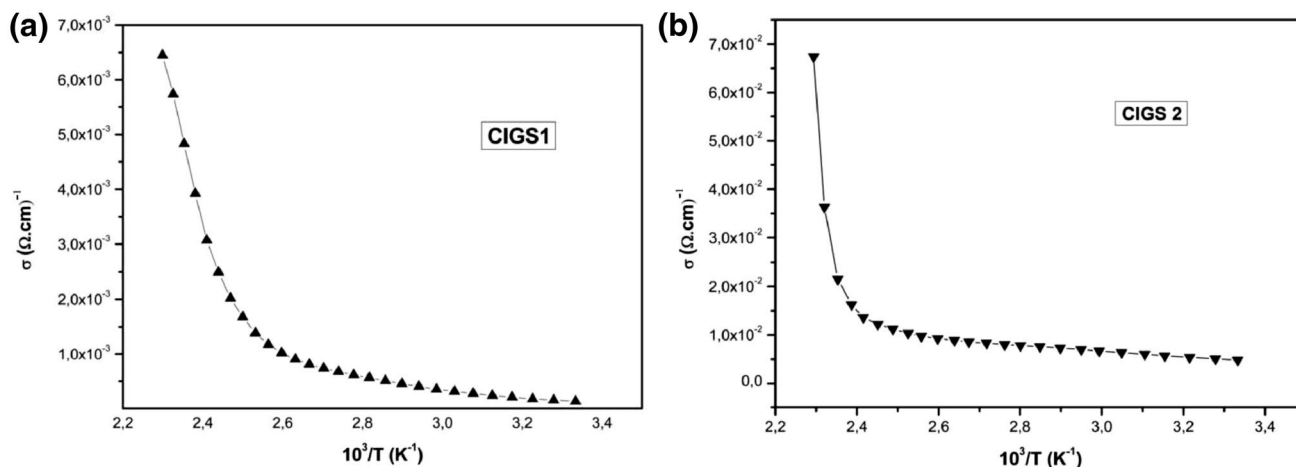 (a)
7,0x10⁻³
6,0x10⁻³
5,0x10⁻³
4,0x10⁻³
3,0x10⁻³
2,0x10⁻³
1,0x10⁻³
σ (Ω.cm)⁻¹
CIGS1
2,2 2,4 2,6 2,8 3,0 3,2 3,4
10³/T (K⁻¹)
(b)
7,0x10⁻²
6,0x10⁻²
5,0x10⁻²
4,0x10⁻²
3,0x10⁻²
2,0x10⁻²
1,0x10⁻²
0,0
σ (Ω.cm)⁻¹
CIGS 2
2,2 2,4 2,6 2,8 3,0 3,2 3,4
10³/T (K⁻¹)